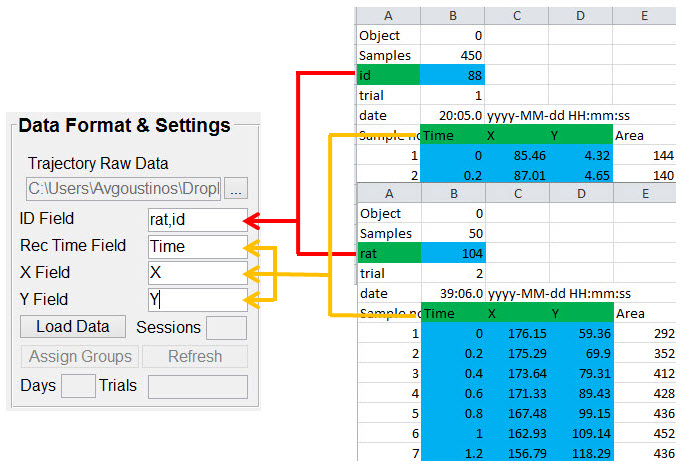 Data Format & Settings
Trajectory Raw Data
C:\Users\Avgoustinos\Dropl ...
ID Field rat,id
Rec Time Field Time
X Field X
Y Field Y
Load Data Sessions
Assign Groups Refresh
Days Trials
A B C D E
Object 0
Samples 450
id 88
trial 1
date 20:05.0 yyyy-MM-dd HH:mm:ss
Sample no Time X Y Area
1 0 85.46 4.32 144
2 0.2 87.01 4.65 140
A B C D E
Object 0
Samples 50
rat 104
trial 2
date 39:06.0 yyyy-MM-dd HH:mm:ss
Sample no Time X Y Area
1 0 176.15 59.36 292
2 0.2 175.29 69.9 352
3 0.4 173.64 79.31 412
4 0.6 171.33 89.43 428
5 0.8 167.48 99.15 436
6 1 162.93 109.14 452
7 1.2 156.79 118.29 436